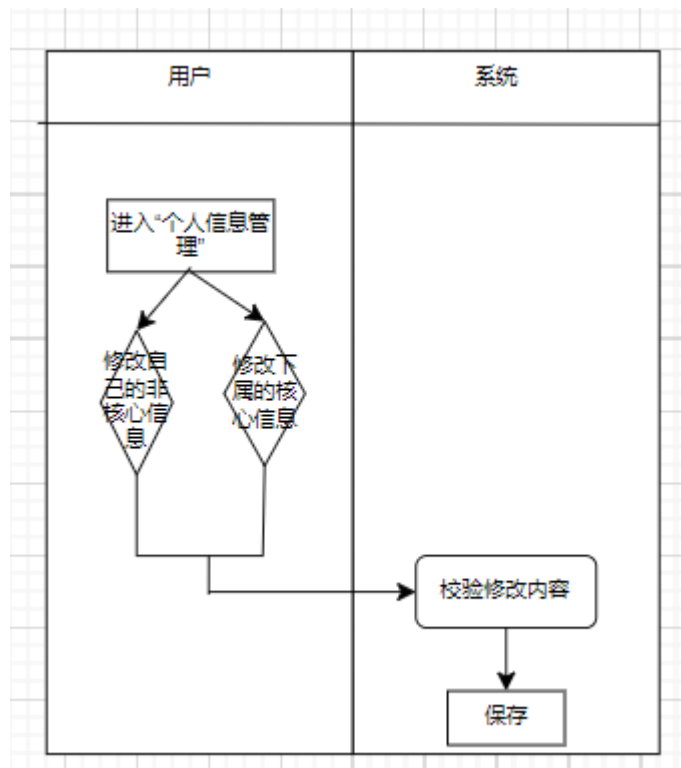 用户
系统
进入“个人信息管
理”
修改自
己的非
核心信
息
修改下
属的核
心信息
校验修改内容
保存